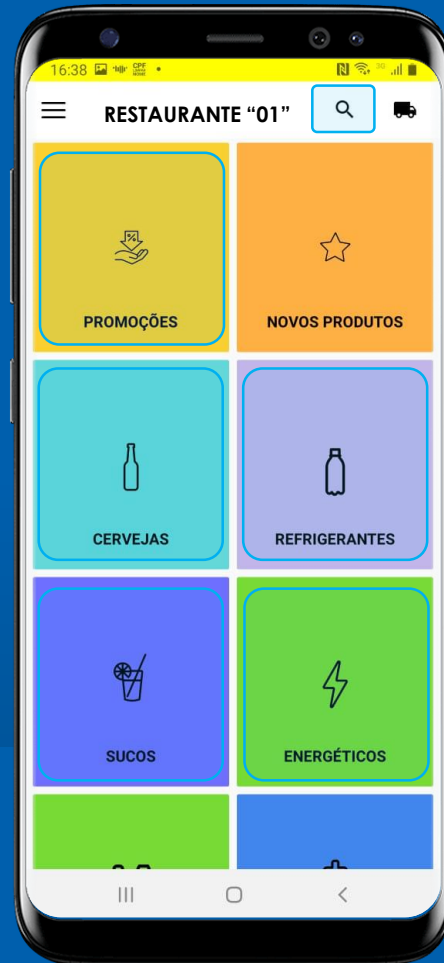 16:38
RESTAURANTE “01”
PROMOÇÕES
NOVOS PRODUTOS
CERVEJAS
REFRIGERANTES
SUCOS
ENERGÉTICOS